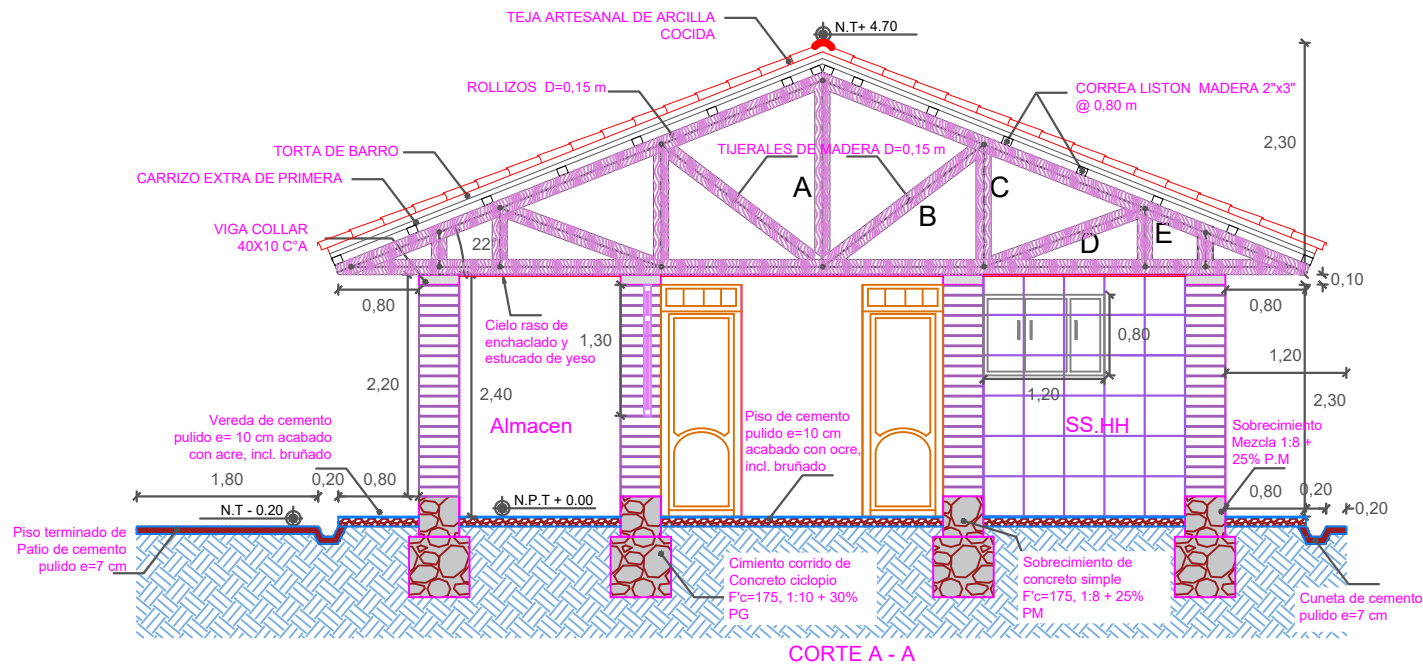 TEJA ARTESANAL DE ARCILLA
COCIDA
N.T+ 4.70
ROLLIZOS D=0,15 m
CORREA LISTON MADERA 2"x3"
@ 0,80 m
2,30
TORTA DE BARRO
TIJERALES DE MADERA D=0,15 m
CARRIZO EXTRA DE PRIMERA
A
B
C
D
E
VIGA COLLAR
40X10 C°A
22°
0,10
0,80
0,80
Cielo raso de
enchaclado y
estucado de yeso
1,30
0,80
1,20
1,20
2,20
2,40
2,30
Vereda de cemento
pulido e= 10 cm acabado
con acre, incl. bruñado
Almacen
Piso de cemento
pulido e=10 cm
acabado con ocre,
incl. bruñado
SS.HH
Sobrecimiento
Mezcla 1:8 +
25% P.M
1,80
0,20
0,80
0,80
0,20
0,20
N.T - 0.20
N.P.T + 0.00
Piso terminado de
Patio de cemento
pulido e=7 cm
Cimiento corrido de
Concreto ciclopio
F'c=175, 1:10 + 30%
PG
Sobrecimiento de
concreto simple
F'c=175, 1:8 + 25%
PM
Cuneta de cemento
pulido e=7 cm
CORTE A - A